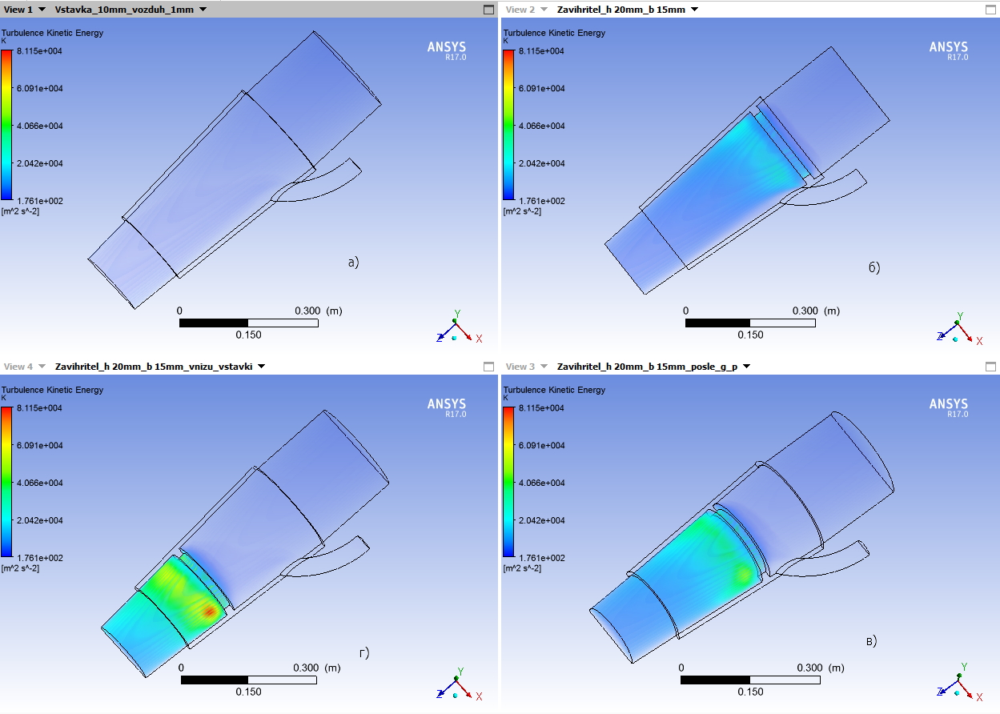 View 1 Vstavka_10mm_vozduh_1mm
Turbulence Kinetic Energy
K
8.115e+004
6.091e+004
4.066e+004
2.042e+004
1.761e+002
[m^2 s^-2]
ANSYS
R17.0
а)
0 0.300 (m)
0.150
Y
Z
X
View 2 Zavihritel_h 20mm_b 15mm
Turbulence Kinetic Energy
K
8.115e+004
6.091e+004
4.066e+004
2.042e+004
1.761e+002
[m^2 s^-2]
ANSYS
R17.0
б)
0 0.300 (m)
0.150
Y
Z
X
View 4 Zavihritel_h 20mm_b 15mm_vnizu_vstavki
Turbulence Kinetic Energy
K
8.115e+004
6.091e+004
4.066e+004
2.042e+004
1.761e+002
[m^2 s^-2]
ANSYS
R17.0
г)
0 0.300 (m)
0.150
Y
Z
X
View 3 Zavihritel_h 20mm_b 15mm_posle_g_p
Turbulence Kinetic Energy
K
8.115e+004
6.091e+004
4.066e+004
2.042e+004
1.761e+002
[m^2 s^-2]
ANSYS
R17.0
в)
0 0.300 (m)
0.150
Y
Z
X